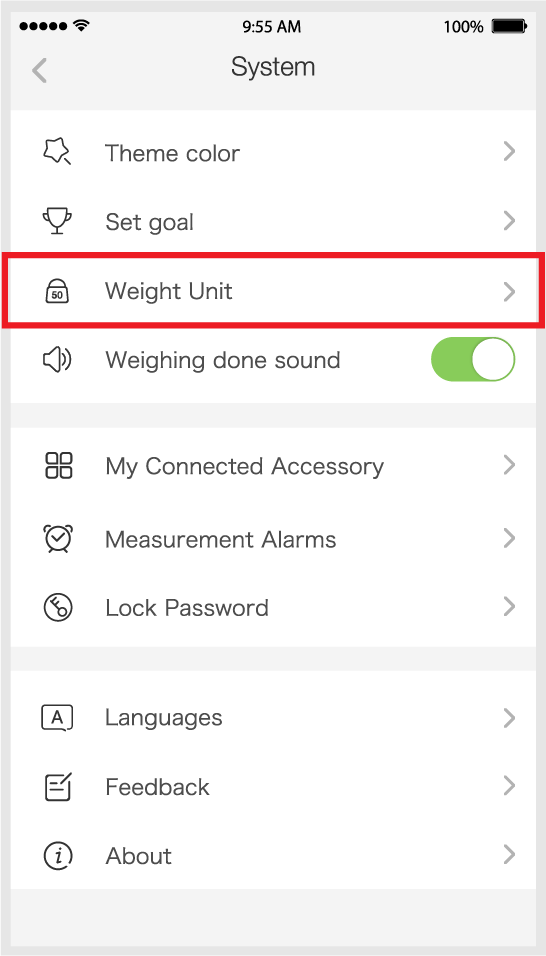 9:55 AM 100%
System
Theme color
Set goal
50 Weight Unit
Weighing done sound
My Connected Accessory
Measurement Alarms
Lock Password
A Languages
Feedback
i About